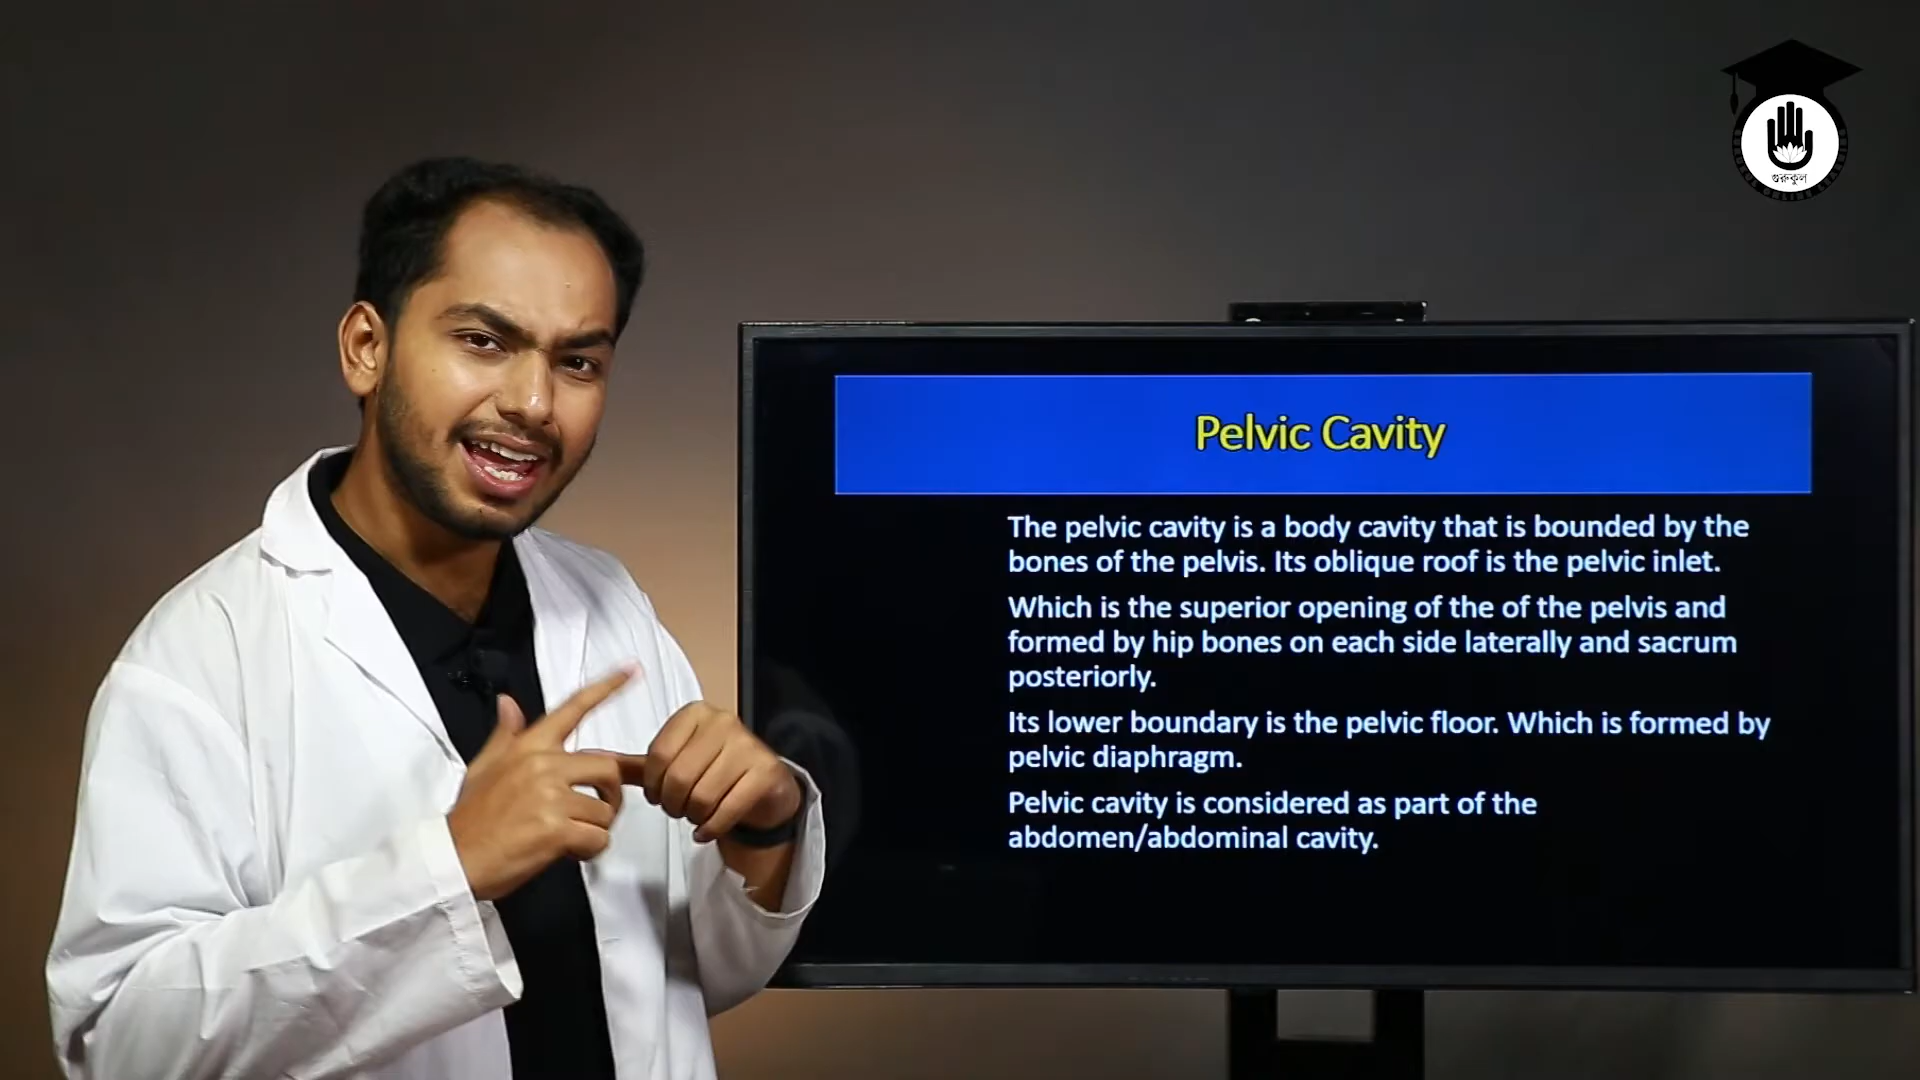 গুরুকুল
Pelvic Cavity
The pelvic cavity is a body cavity that is bounded by the
bones of the pelvis. Its oblique roof is the pelvic inlet.
Which is the superior opening of the of the pelvis and
formed by hip bones on each side laterally and sacrum
posteriorly.
Its lower boundary is the pelvic floor. Which is formed by
pelvic diaphragm.
Pelvic cavity is considered as part of the
abdomen/abdominal cavity.